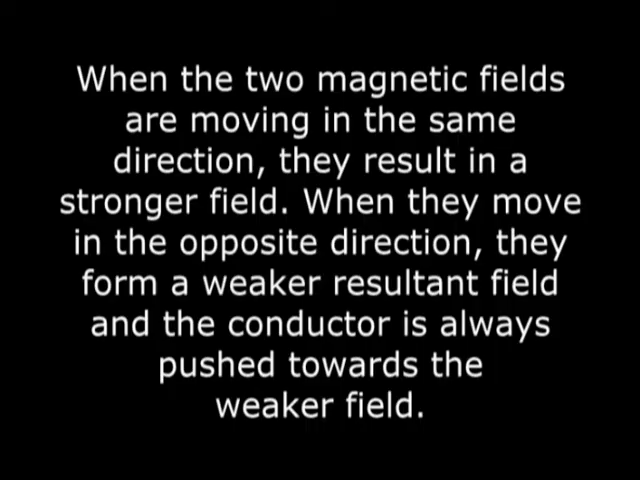 When the two magnetic fields
are moving in the same
direction, they result in a
stronger field. When they move
in the opposite direction, they
form a weaker resultant field
and the conductor is always
pushed towards the
weaker field.